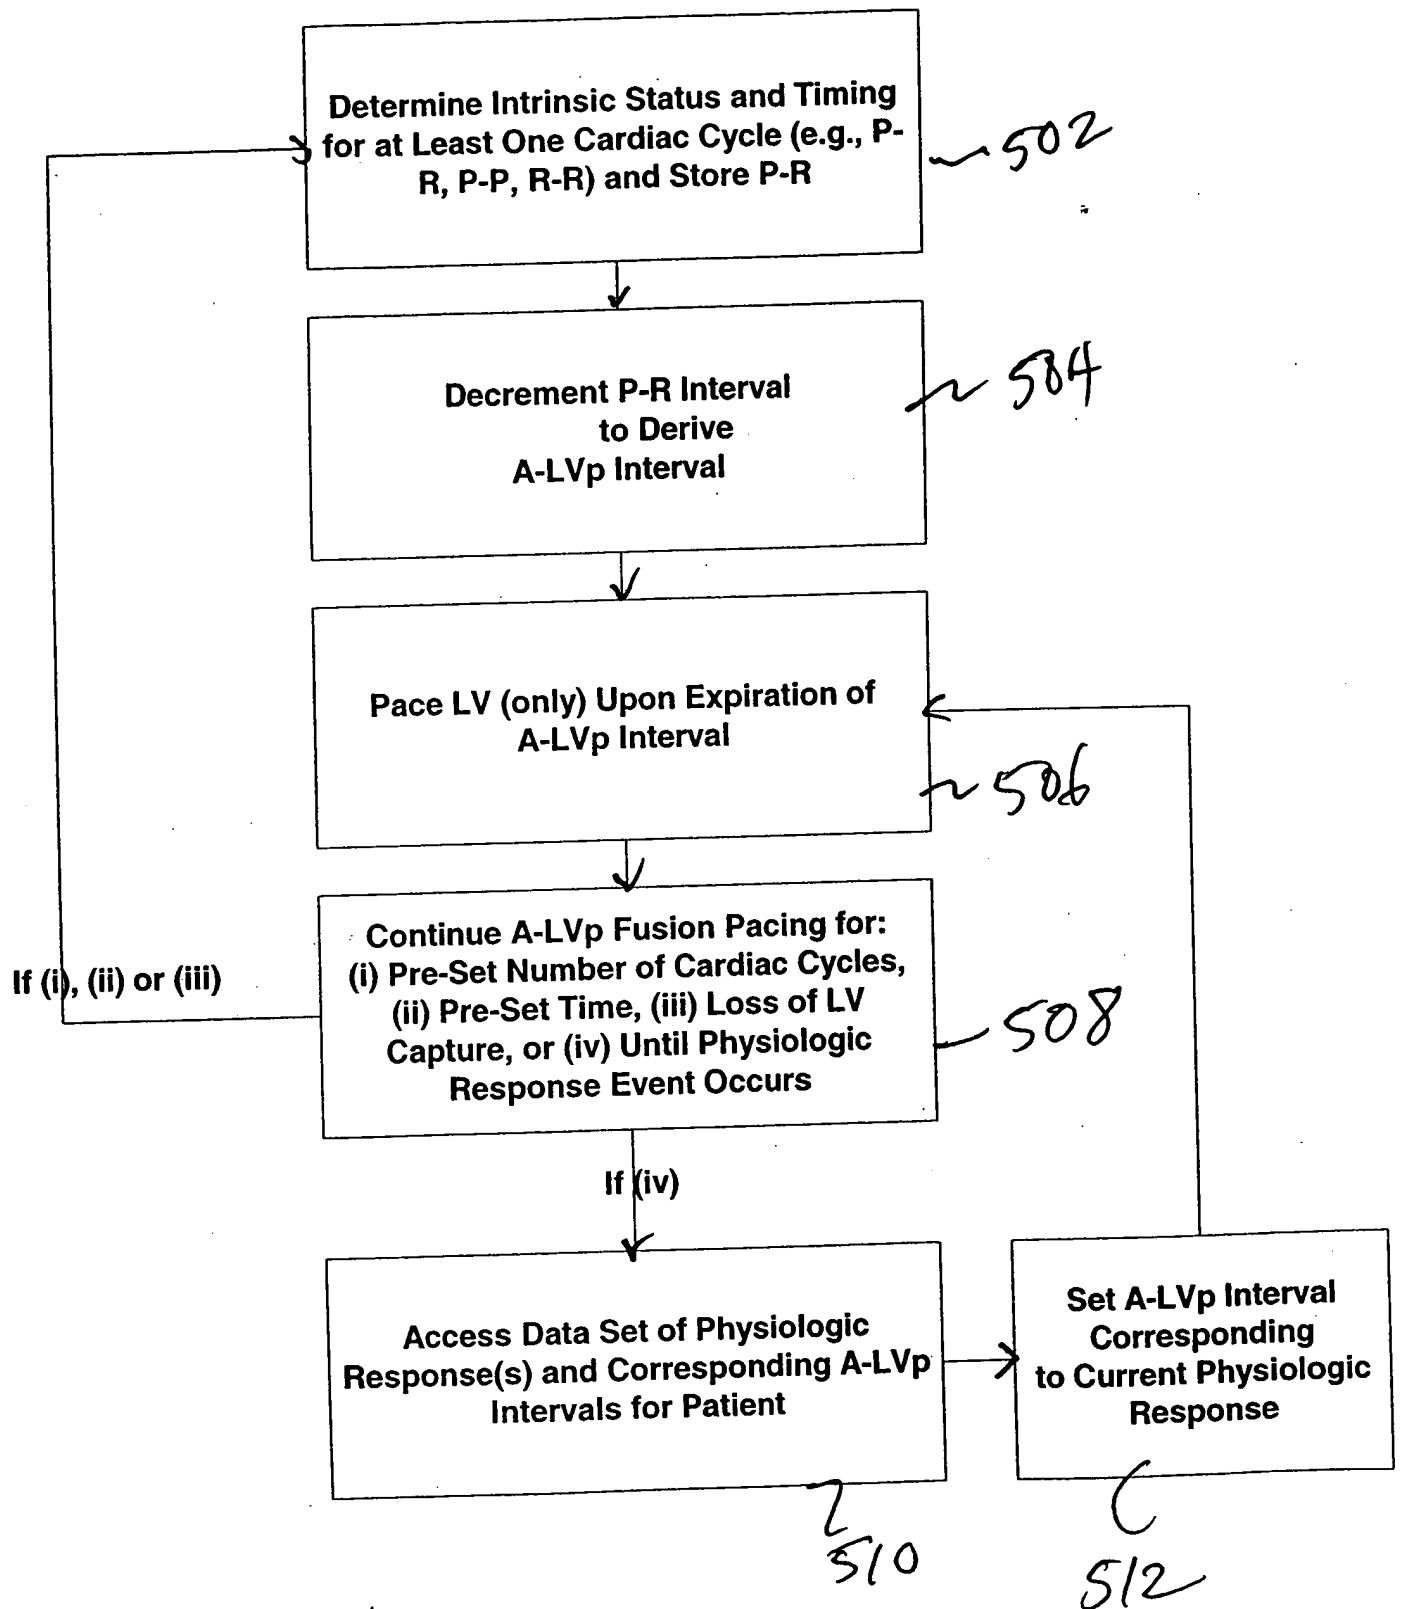 Determine Intrinsic Status and Timing
for at Least One Cardiac Cycle (e.g., P-
R, P-P, R-R) and Store P-R
502
Decrement P-R Interval
to Derive
A-LVp Interval
504
Pace LV (only) Upon Expiration of
A-LVp Interval
506
Continue A-LVp Fusion Pacing for:
(i) Pre-Set Number of Cardiac Cycles,
(ii) Pre-Set Time, (iii) Loss of LV
Capture, or (iv) Until Physiologic
Response Event Occurs
508
If (i), (ii) or (iii)
If (iv)
Access Data Set of Physiologic
Response(s) and Corresponding A-LVp
Intervals for Patient
510
Set A-LVp Interval
Corresponding
to Current Physiologic
Response
512